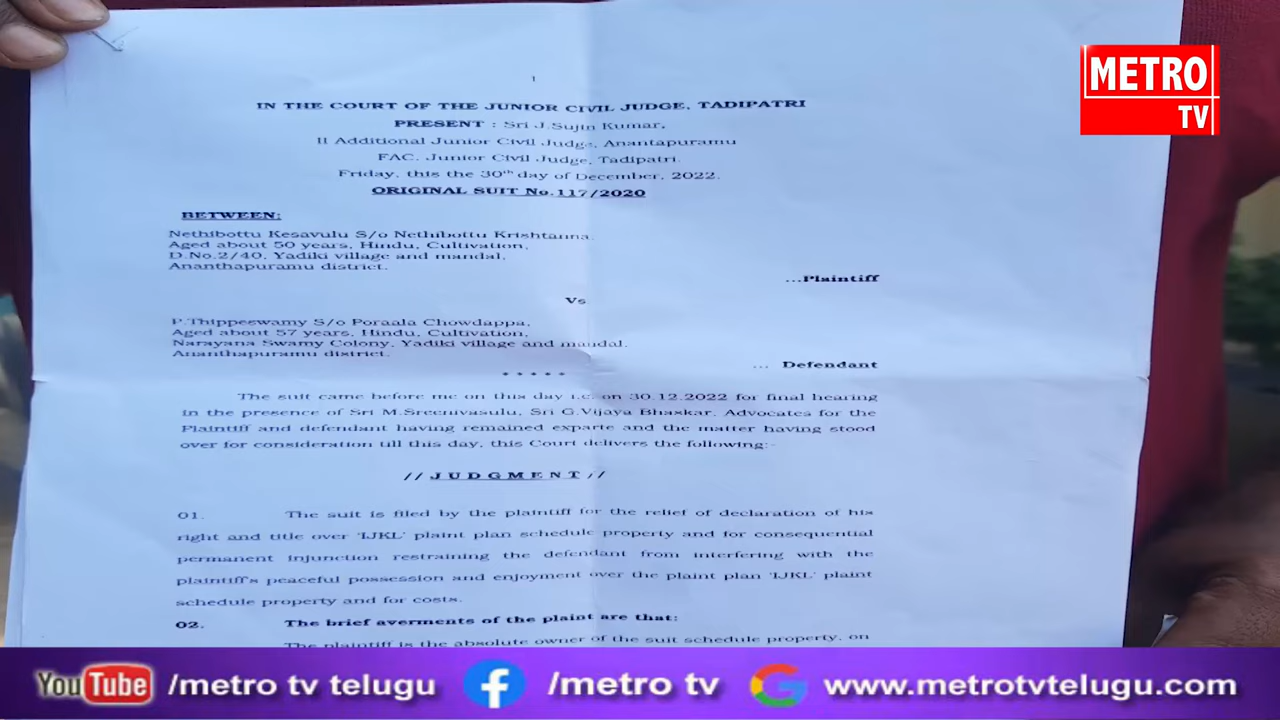 METRO
TV
1
IN THE COURT OF THE JUNIOR CIVIL JUDGE, TADIPATRI
PRESENT : Sri J.Sujin Kumar,
II Additional Junior Civil Judge, Anantapuramu
FAC. Junior Civil Judge, Tadipatri.
Friday, this the 30th day of December, 2022.
ORIGINAL SUIT No.117/2020
BETWEEN:
Nethibottu Kesavulu S/o Nethibottu Krishtanna,
Aged about 50 years, Hindu, Cultivation,
D.No.2/40, Yadiki village and mandal,
Ananthapuramu district.
...Plaintiff
Vs
P.Thippeswamy S/o Poraala Chowdappa,
Aged about 57 years, Hindu, Cultivation,
Narayana Swamy Colony, Yadiki village and mandal.
Ananthapuramu district.
... Defendant
* * * * *
The suit came before me on this day i.e. on 30.12.2022 for final hearing
in the presence of Sri M.Sreenivasulu, Sri G.Vijaya Bhaskar, Advocates for the
Plaintiff and defendant having remained exparte and the matter having stood
over for consideration till this day, this Court delivers the following:-
// J U D G M E N T //
01. The suit is filed by the plaintiff for the relief of declaration of his
right and title over 'IJKL' plaint plan schedule property and for consequential
permanent injunction restraining the defendant from interfering with the
plaintiff's peaceful possession and enjoyment over the plaint plan 'IJKL' plaint
schedule property and for costs.
02. The brief averments of the plaint are that:
The plaintiff is the absolute owner of the suit schedule property, on
YouTube /metro tv telugu f /metro tv G www.metrotvtelugu.com